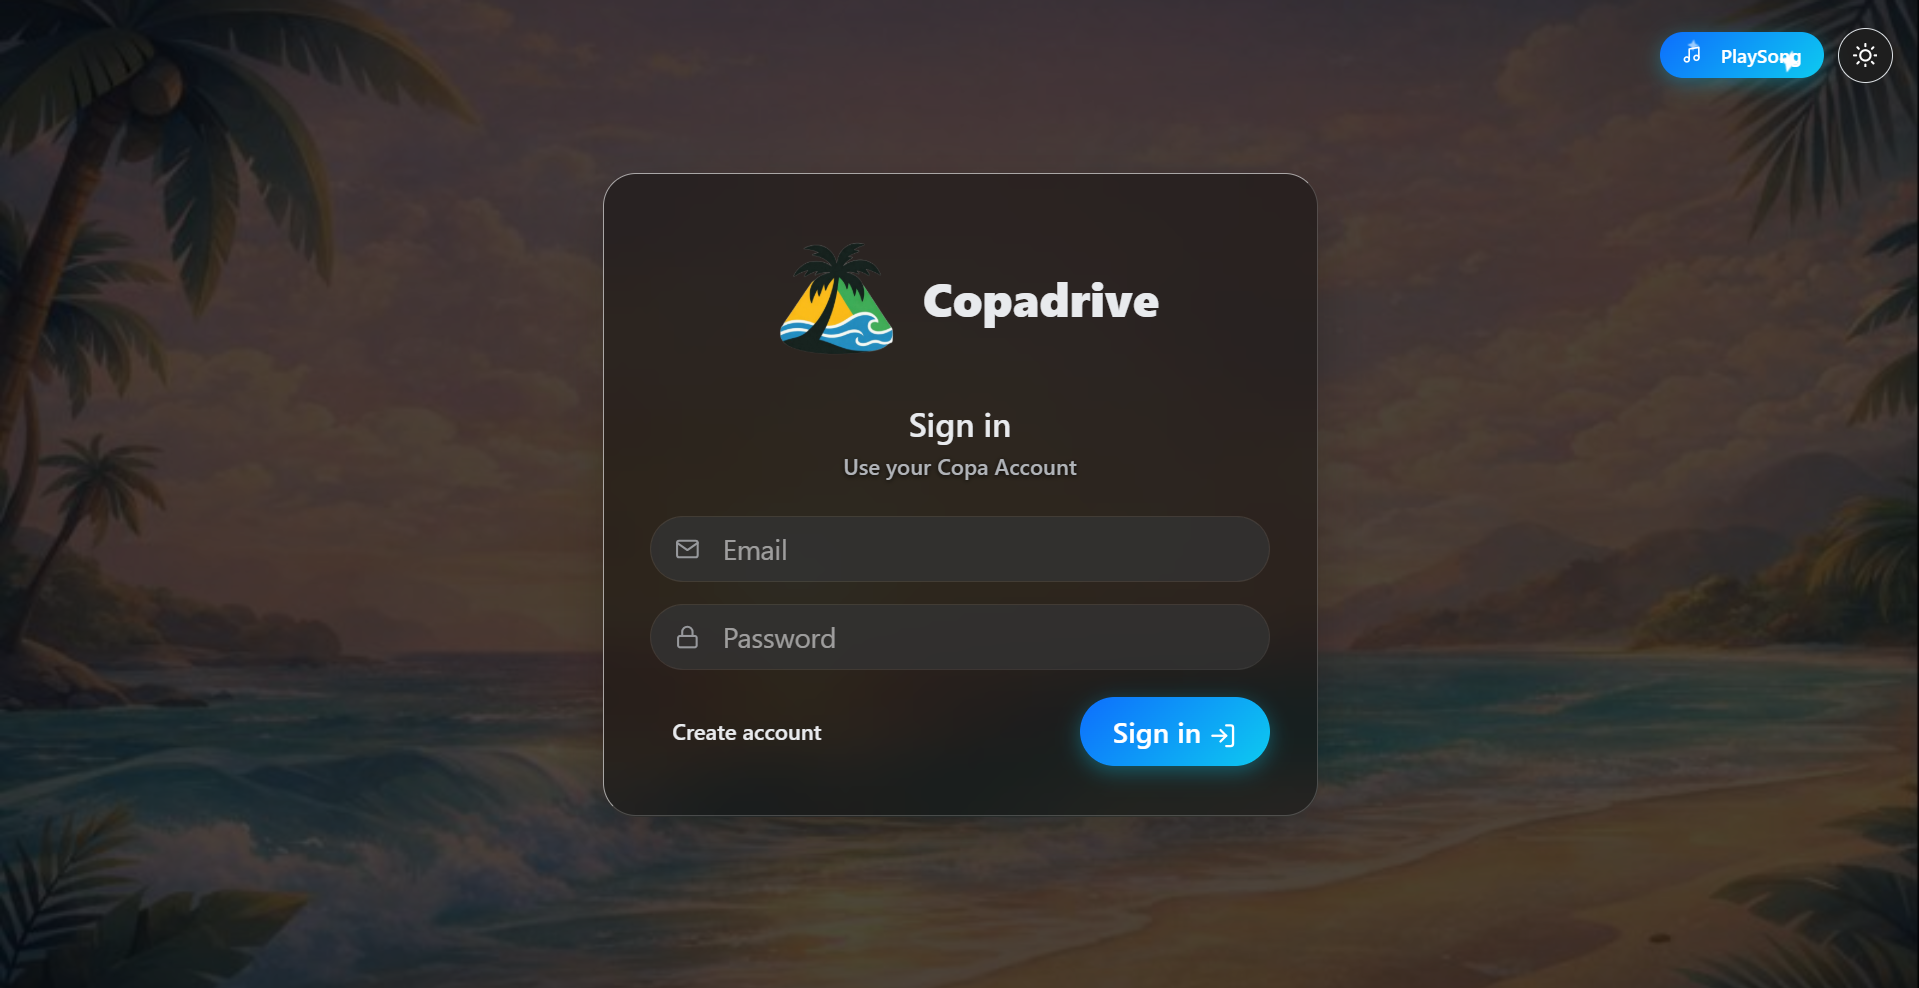 PlaySong
Copadrive
Sign in
Use your Copa Account
Email
Password
Create account
Sign in